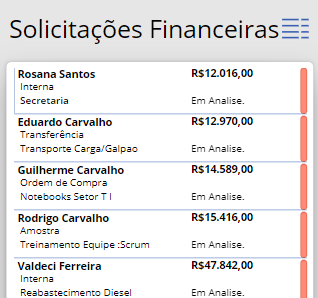 Solicitações Financeiras
Rosana Santos R$12.016,00
Interna
Secretaria Em Analise.
Eduardo Carvalho R$12.970,00
Transferência
Transporte Carga/Galpao Em Analise.
Guilherme Carvalho R$14.589,00
Ordem de Compra
Notebooks Setor T I Em Analise.
Rodrigo Carvalho R$15.416,00
Amostra
Treinamento Equipe :Scrum Em Analise.
Valdeci Ferreira R$47.842,00
Interna
Reabastecimento Diesel Em Analise.